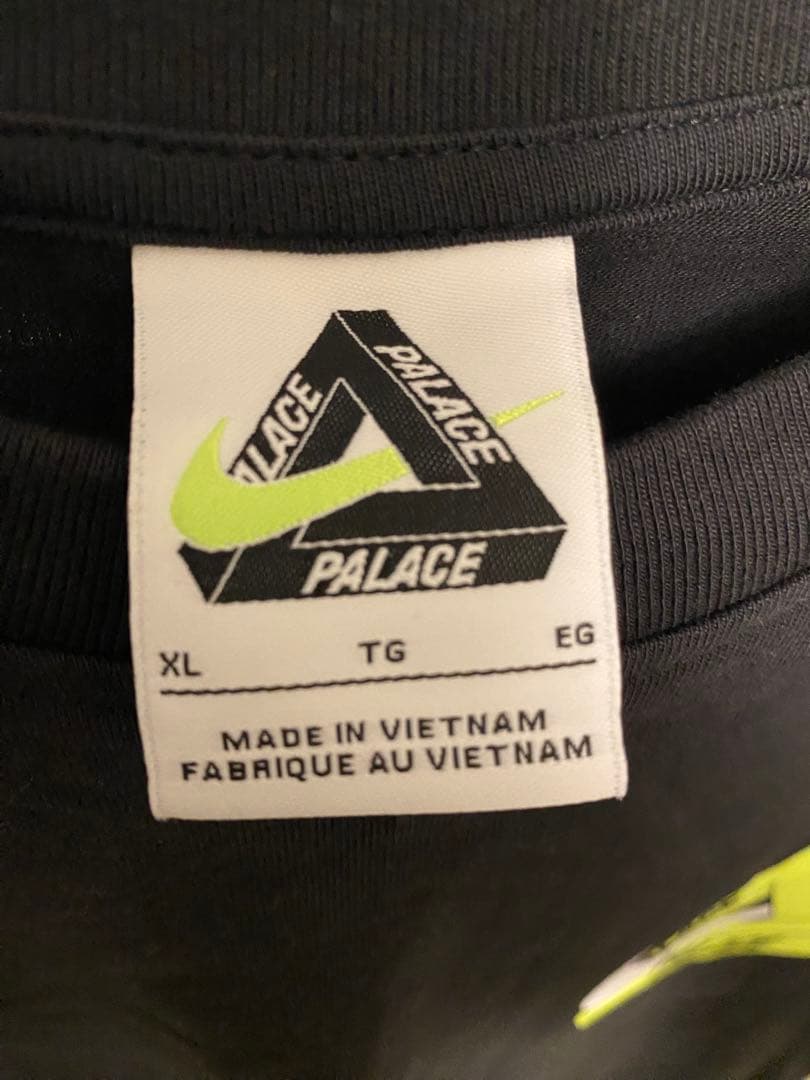 PALACE
PALACE
PALACE
XL TG EG
MADE IN VIETNAM
FABRIQUE AU VIETNAM